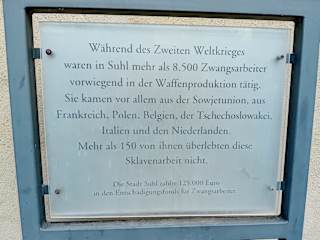 Während des Zweiten Weltkrieges
waren in Suhl mehr als 8.500 Zwangsarbeiter
vorwiegend in der Waffenproduktion tätig.
Sie kamen vor allem aus der Sowjetunion, aus
Frankreich, Polen, Belgien, der Tschechoslowakei,
Italien und den Niederlanden.
Mehr als 150 von ihnen überlebten diese
Sklavenarbeit nicht.
Die Stadt Suhl zahlte 125.000 Euro
in den Entschädigungsfonds für Zwangsarbeiter.